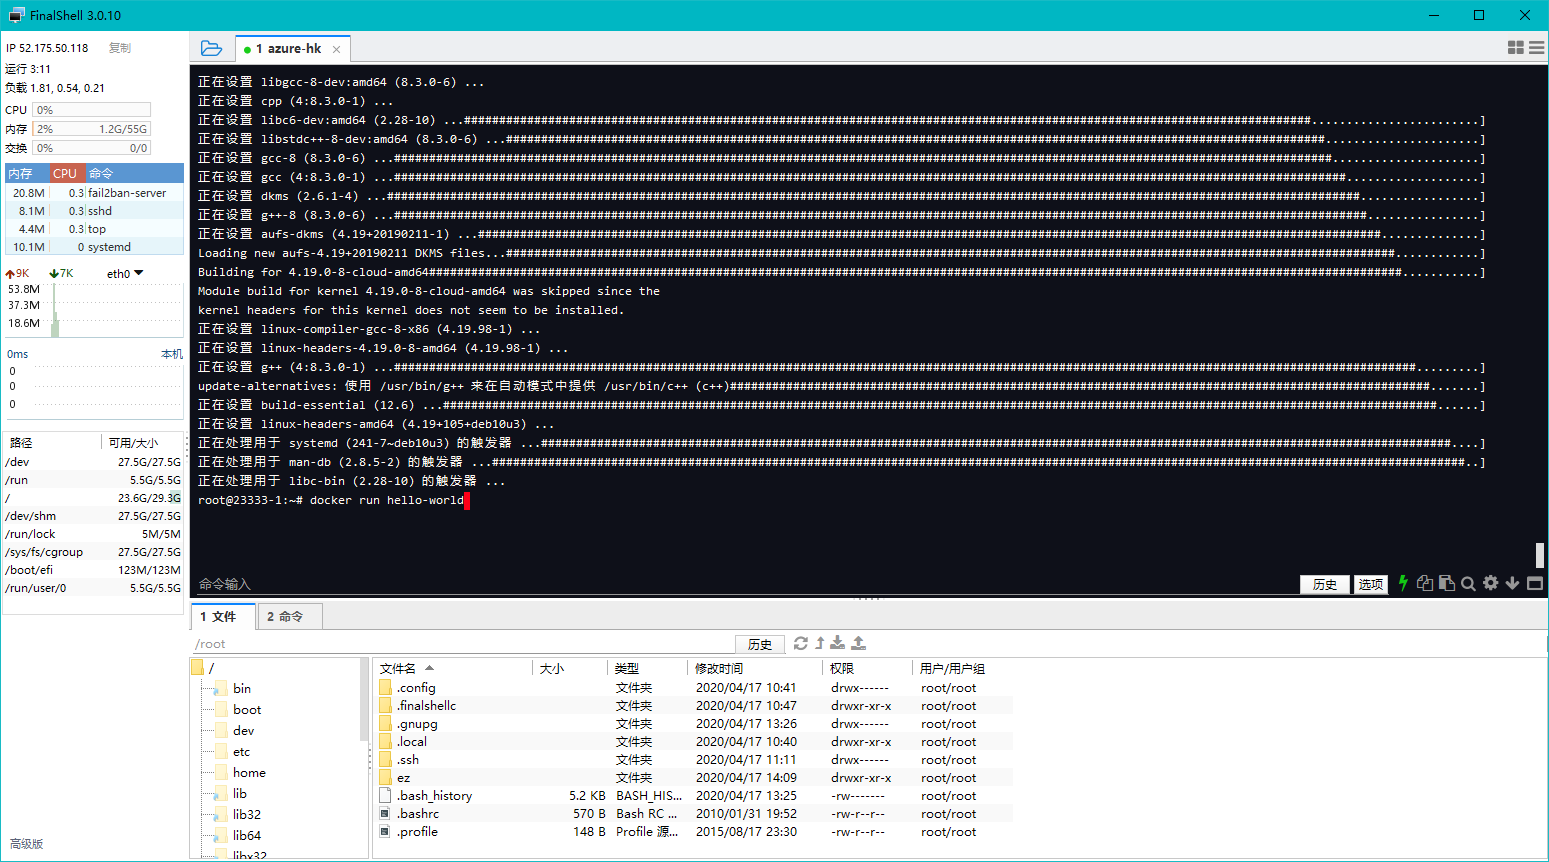 FinalShell 3.0.10
IP 52.175.50.118 复制
运行 3:11
负载 1.81, 0.54, 0.21
CPU 0%
内存 2% 1.2G/55G
交换 0% 0/0
内存 CPU 命令
20.8M 0.3 fail2ban-server
8.1M 0.3 sshd
4.4M 0.3 top
10.1M 0 systemd
9K 7K eth0
53.8M
37.3M
18.6M
0ms 本机
0
0
0
路径 可用/大小
/dev 27.5G/27.5G
/run 5.5G/5.5G
/ 23.6G/29.3G
/dev/shm 27.5G/27.5G
/run/lock 5M/5M
/sys/fs/cgroup 27.5G/27.5G
/boot/efi 123M/123M
/run/user/0 5.5G/5.5G
高级版
1 azure-hk
正在设置 libgcc-8-dev:amd64 (8.3.0-6) ...
正在设置 cpp (4:8.3.0-1) ...
正在设置 libc6-dev:amd64 (2.28-10) ...#########################################################################################################################........................]
正在设置 libstdc++-8-dev:amd64 (8.3.0-6) ...#####################################################################################################################......................]
正在设置 gcc-8 (8.3.0-6) ...######################################################################################################################################.....................]
正在设置 gcc (4:8.3.0-1) ...########################################################################################################################################...................]
正在设置 dkms (2.6.1-4) ...###########################################################################################################################################.................]
正在设置 g++-8 (8.3.0-6) ...###########################################################################################################################################................]
正在设置 aufs-dkms (4.19+20190211-1) ...#################################################################################################################################..............]
Loading new aufs-4.19+20190211 DKMS files...###############################################################################################################################............]
Building for 4.19.0-8-cloud-amd64###########################################################################################################################################...........]
Module build for kernel 4.19.0-8-cloud-amd64 was skipped since the
kernel headers for this kernel does not seem to be installed.
正在设置 linux-compiler-gcc-8-x86 (4.19.98-1) ...
正在设置 linux-headers-4.19.0-8-amd64 (4.19.98-1) ...
正在设置 g++ (4:8.3.0-1) ...##################################################################################################################################################.........]
update-alternatives: 使用 /usr/bin/g++ 来在自动模式中提供 /usr/bin/c++ (c++)####################################################################################################.......]
正在设置 build-essential (12.6) ...##############################################################################################################################################......]
正在设置 linux-headers-amd64 (4.19+105+deb10u3) ...
正在处理用于 systemd (241-7~deb10u3) 的触发器 ...##################################################################################################################################....]
正在处理用于 man-db (2.8.5-2) 的触发器 ...###########################################################################################################################################..]
正在处理用于 libc-bin (2.28-10) 的触发器 ...
root@23333-1:~# docker run hello-world
命令输入 历史 选项
1 文件 2 命令
/root 历史
/
bin
boot
dev
etc
home
lib
lib32
lib64
libx32
文件名 大小 类型 修改时间 权限 用户/用户组
.config 文件夹 2020/04/17 10:41 drwx------ root/root
.finalshellc 文件夹 2020/04/17 10:47 drwxr-xr-x root/root
.gnupg 文件夹 2020/04/17 13:26 drwx------ root/root
.local 文件夹 2020/04/17 10:40 drwxr-xr-x root/root
.ssh 文件夹 2020/04/17 11:11 drwx------ root/root
ez 文件夹 2020/04/17 14:09 drwxr-xr-x root/root
.bash_history 5.2 KB BASH_HIS... 2020/04/17 13:25 -rw------- root/root
.bashrc 570 B Bash RC ... 2010/01/31 19:52 -rw-r--r-- root/root
.profile 148 B Profile 源... 2015/08/17 23:30 -rw-r--r-- root/root